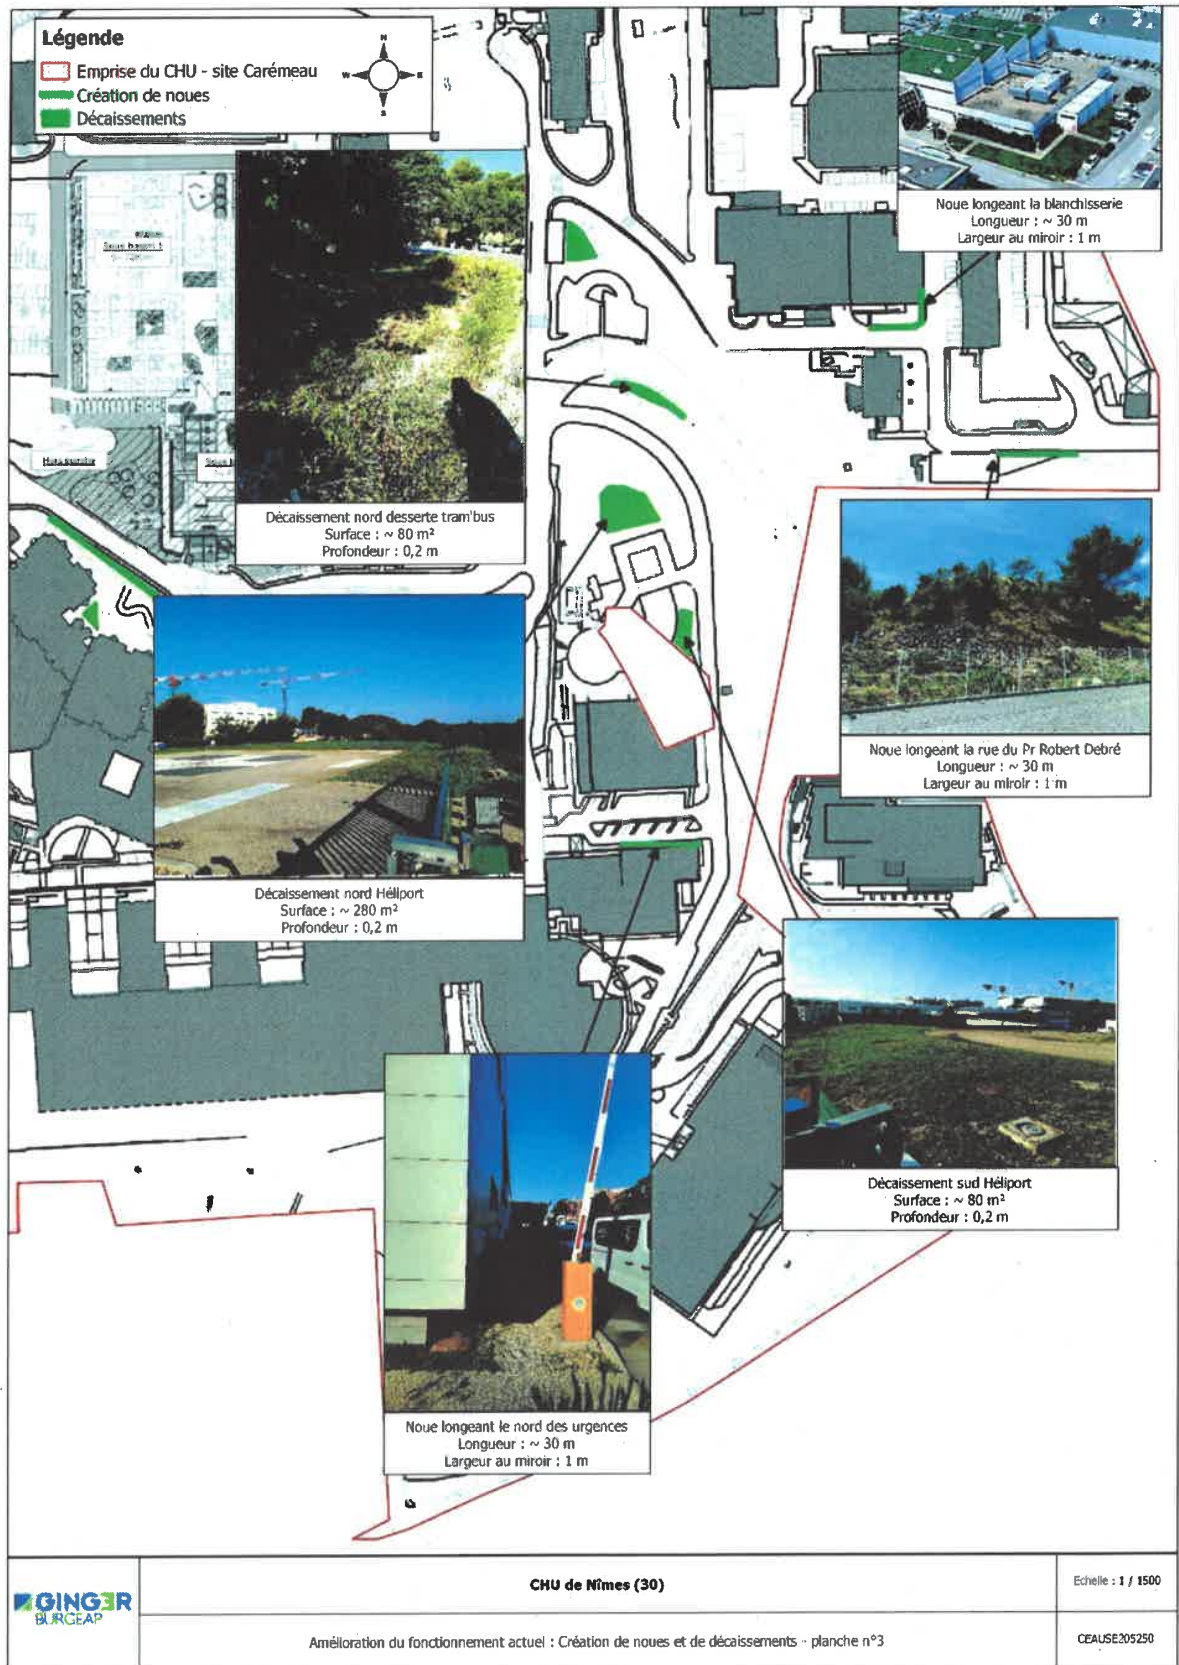 Légende
Emprise du CHU - site Carémeau
Création de noues
Décaissements
N
W
E
S
Noue longeant la blanchisserie
Longueur : ~ 30 m
Largeur au miroir : 1 m
Décaissement nord desserte tram'bus
Surface : ~ 80 m²
Profondeur : 0,2 m
Noue longeant la rue du Pr Robert Debré
Longueur : ~ 30 m
Largeur au miroir : 1 m
Décaissement nord Héliport
Surface : ~ 280 m²
Profondeur : 0,2 m
Décaissement sud Héliport
Surface : ~ 80 m²
Profondeur : 0,2 m
Noue longeant le nord des urgences
Longueur : ~ 30 m
Largeur au miroir : 1 m
GINGER
BURGEAP
CHU de Nîmes (30)
Echelle : 1 / 1500
Amélioration du fonctionnement actuel : Création de noues et de décaissements - planche n°3
CEAUSE205250